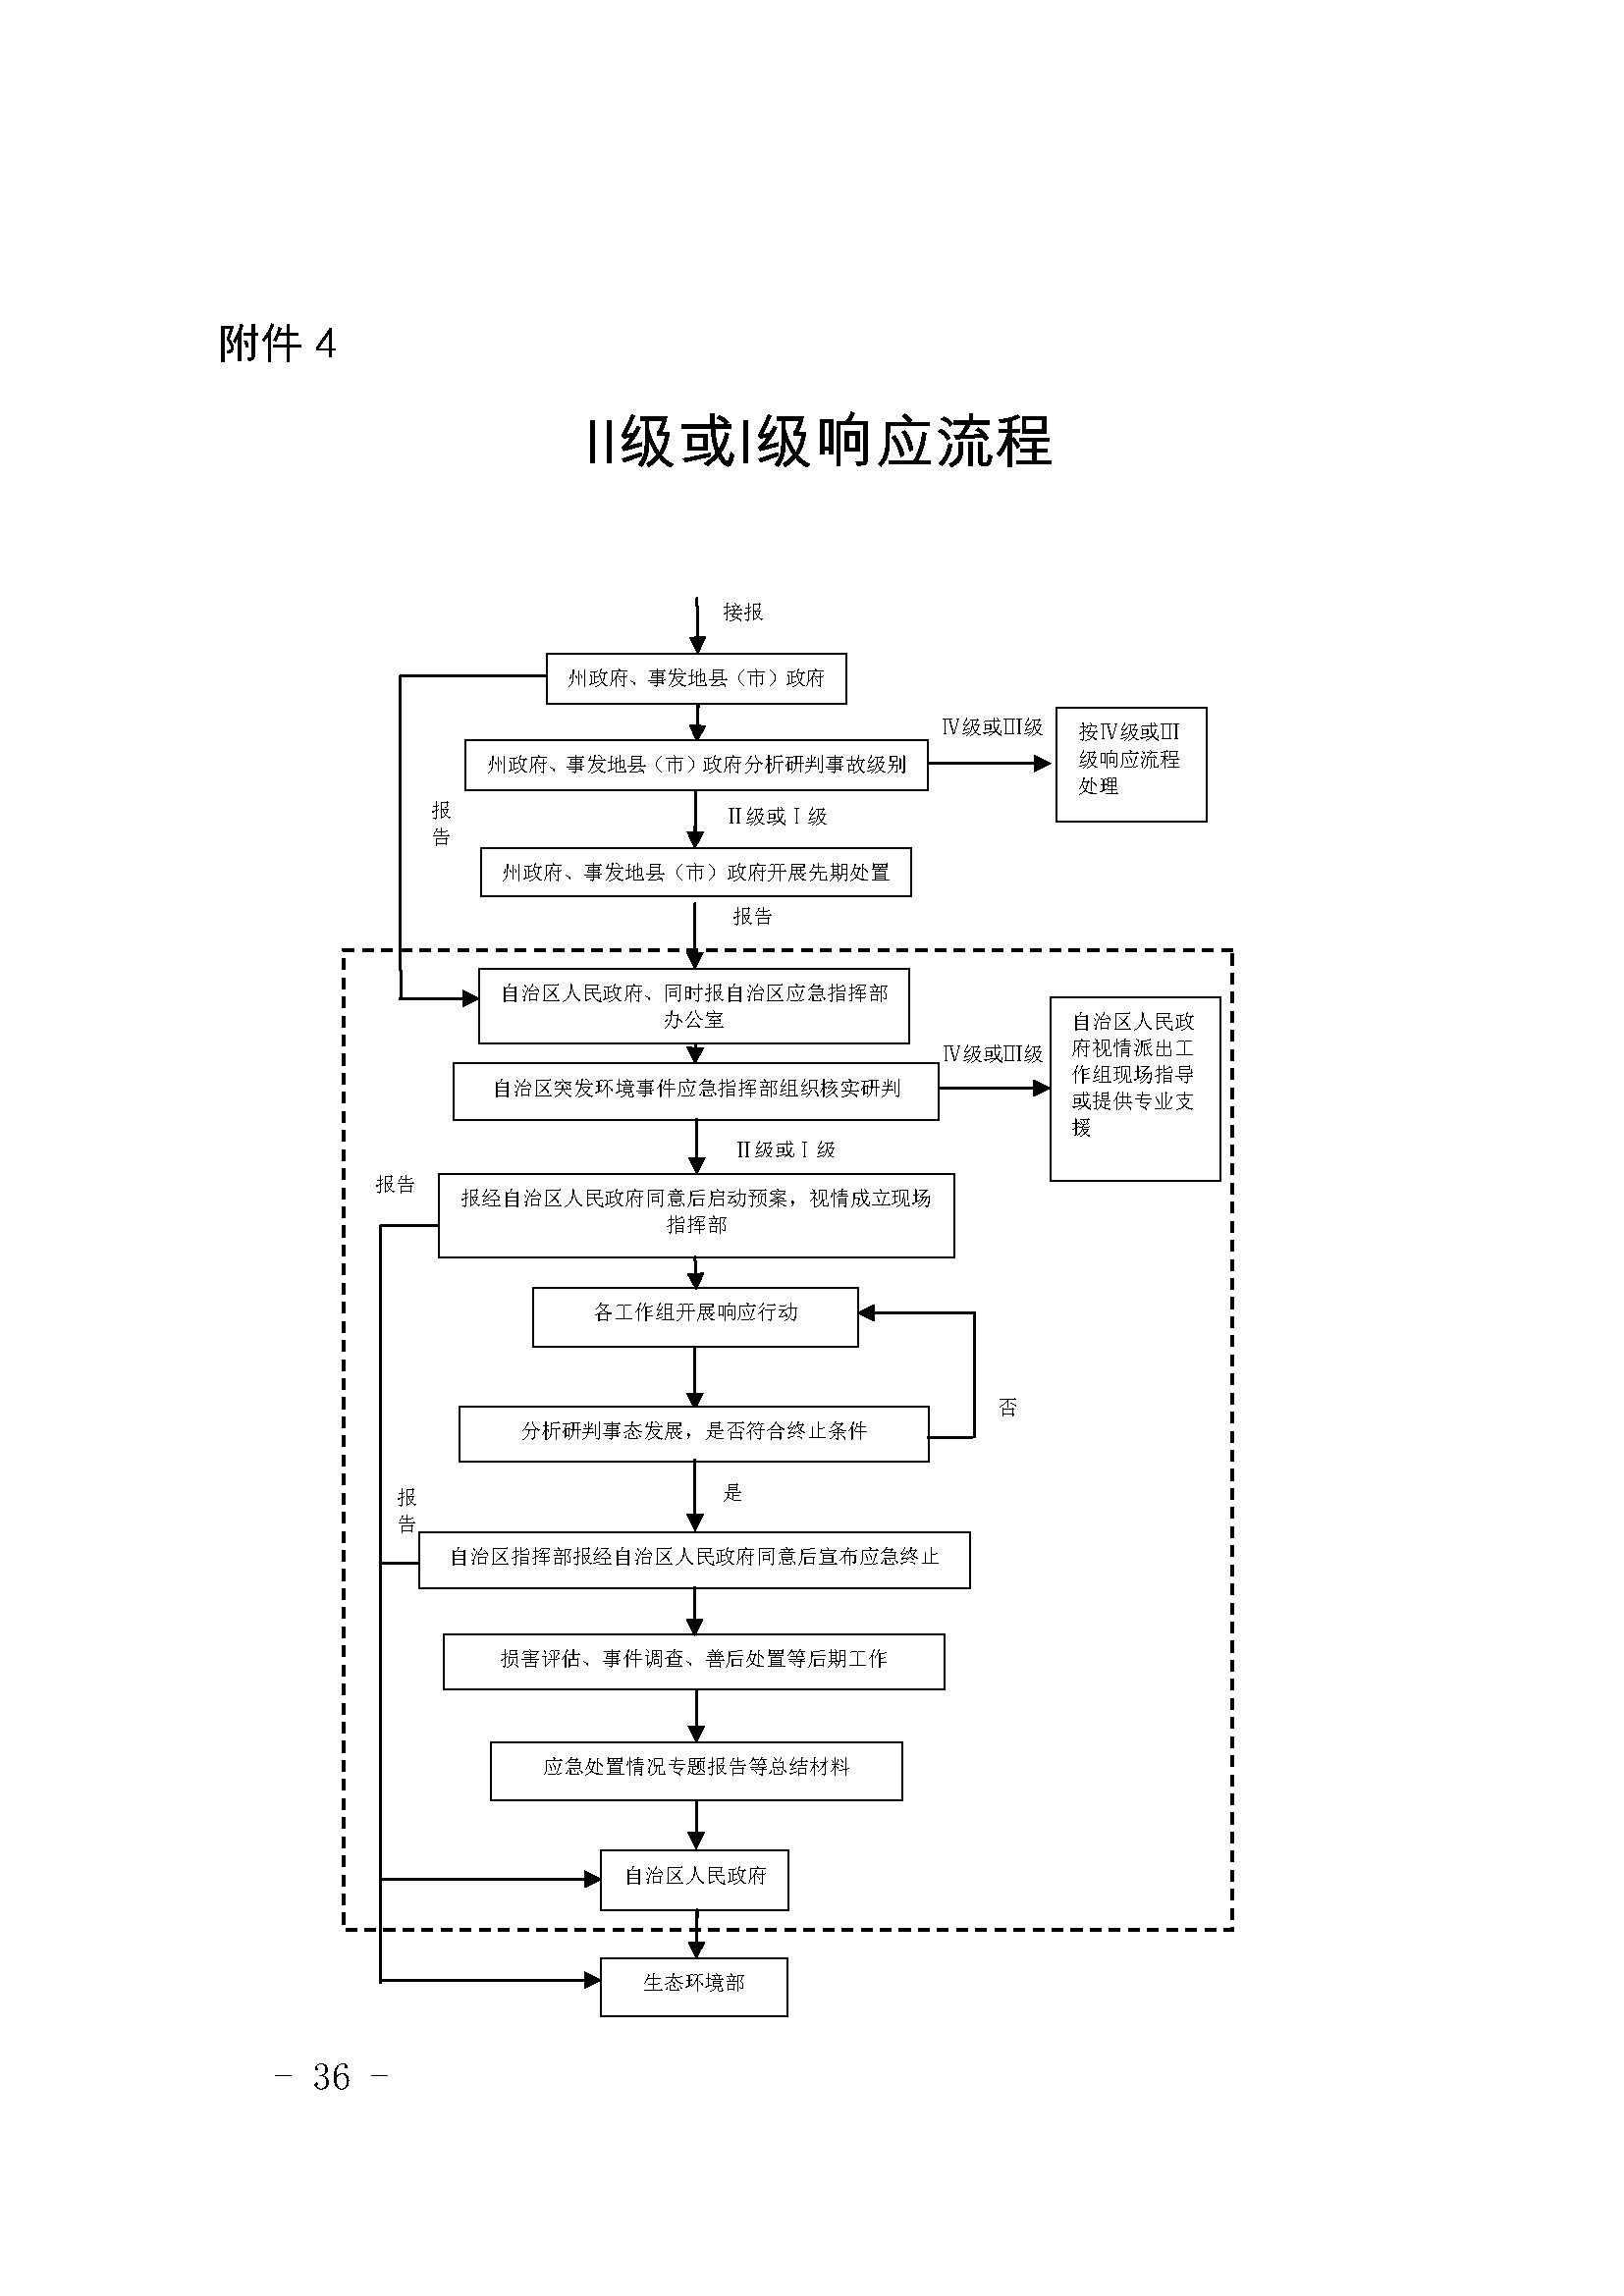 附件 4
II级或I级响应流程
接报
州政府、事发地县（市）政府
Ⅳ级或Ⅲ级
按Ⅳ级或Ⅲ
级响应流程
处理
州政府、事发地县（市）政府分析研判事故级别
报
告
Ⅱ级或Ⅰ级
州政府、事发地县（市）政府开展先期处置
报告
自治区人民政府、同时报自治区应急指挥部
办公室
自治区人民政
府视情派出工
作组现场指导
或提供专业支
援
Ⅳ级或Ⅲ级
自治区突发环境事件应急指挥部组织核实研判
Ⅱ级或Ⅰ级
报告
报经自治区人民政府同意后启动预案，视情成立现场
指挥部
各工作组开展响应行动
否
分析研判事态发展，是否符合终止条件
是
报
告
自治区指挥部报经自治区人民政府同意后宣布应急终止
损害评估、事件调查、善后处置等后期工作
应急处置情况专题报告等总结材料
自治区人民政府
生态环境部
- 36 -